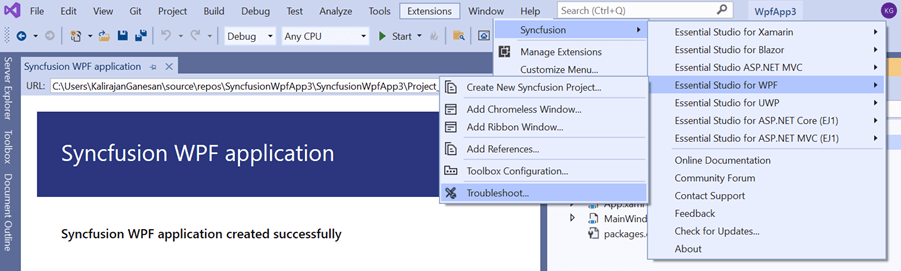 File Edit View Git Project Build Debug Test Analyze Tools Extensions Window Help Search (Ctrl+Q) WpfApp3 KG
Debug Any CPU Start
Syncfusion
Manage Extensions
Customize Menu...
Essential Studio for Xamarin
Essential Studio for Blazor
Essential Studio ASP.NET MVC
Essential Studio for WPF
Essential Studio for UWP
Essential Studio for ASP.NET Core (EJ1)
Essential Studio for ASP.NET MVC (EJ1)
Online Documentation
Community Forum
Contact Support
Feedback
Check for Updates...
About
Create New Syncfusion Project...
Add Chromeless Window...
Add Ribbon Window...
Add References...
Toolbox Configuration...
Troubleshoot...
Server Explorer
Toolbox
Document Outline
Syncfusion WPF application
URL: C:\Users\KalirajanGanesan\source\repos\SyncfusionWpfApp3\SyncfusionWpfApp3\Project_
Syncfusion WPF application
Syncfusion WPF application created successfully
App.xaml
MainWind
packages.c